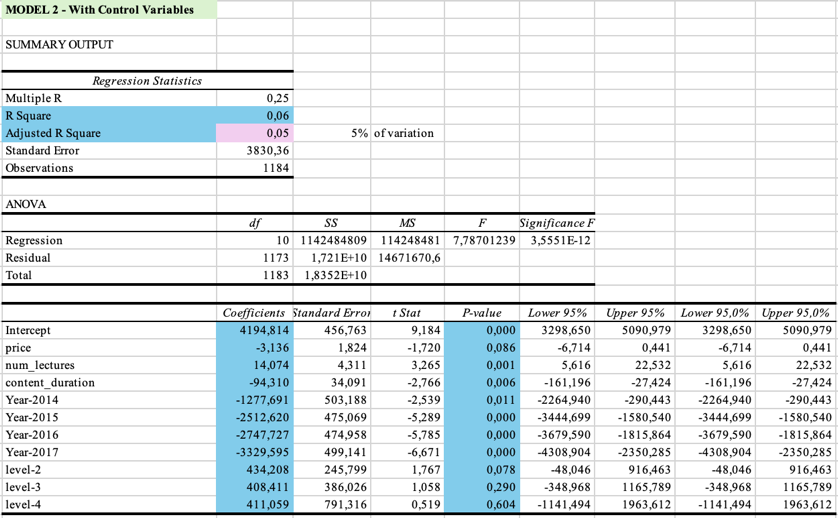 MODEL 2 - With Control Variables
SUMMARY OUTPUT
Regression Statistics
Multiple R 0,25
R Square 0,06
Adjusted R Square 0,05 5% of variation
Standard Error 3830,36
Observations 1184
ANOVA
df SS MS F Significance F
Regression 10 1142484809 114248481 7,78701239 3,5551E-12
Residual 1173 1,721E+10 14671670,6
Total 1183 1,8352E+10
Coefficients Standard Error t Stat P-value Lower 95% Upper 95% Lower 95,0% Upper 95,0%
Intercept 4194,814 456,763 9,184 0,000 3298,650 5090,979 3298,650 5090,979
price -3,136 1,824 -1,720 0,086 -6,714 0,441 -6,714 0,441
num_lectures 14,074 4,311 3,265 0,001 5,616 22,532 5,616 22,532
content_duration -94,310 34,091 -2,766 0,006 -161,196 -27,424 -161,196 -27,424
Year-2014 -1277,691 503,188 -2,539 0,011 -2264,940 -290,443 -2264,940 -290,443
Year-2015 -2512,620 475,069 -5,289 0,000 -3444,699 -1580,540 -3444,699 -1580,540
Year-2016 -2747,727 474,958 -5,785 0,000 -3679,590 -1815,864 -3679,590 -1815,864
Year-2017 -3329,595 499,141 -6,671 0,000 -4308,904 -2350,285 -4308,904 -2350,285
level-2 434,208 245,799 1,767 0,078 -48,046 916,463 -48,046 916,463
level-3 408,411 386,026 1,058 0,290 -348,968 1165,789 -348,968 1165,789
level-4 411,059 791,316 0,519 0,604 -1141,494 1963,612 -1141,494 1963,612